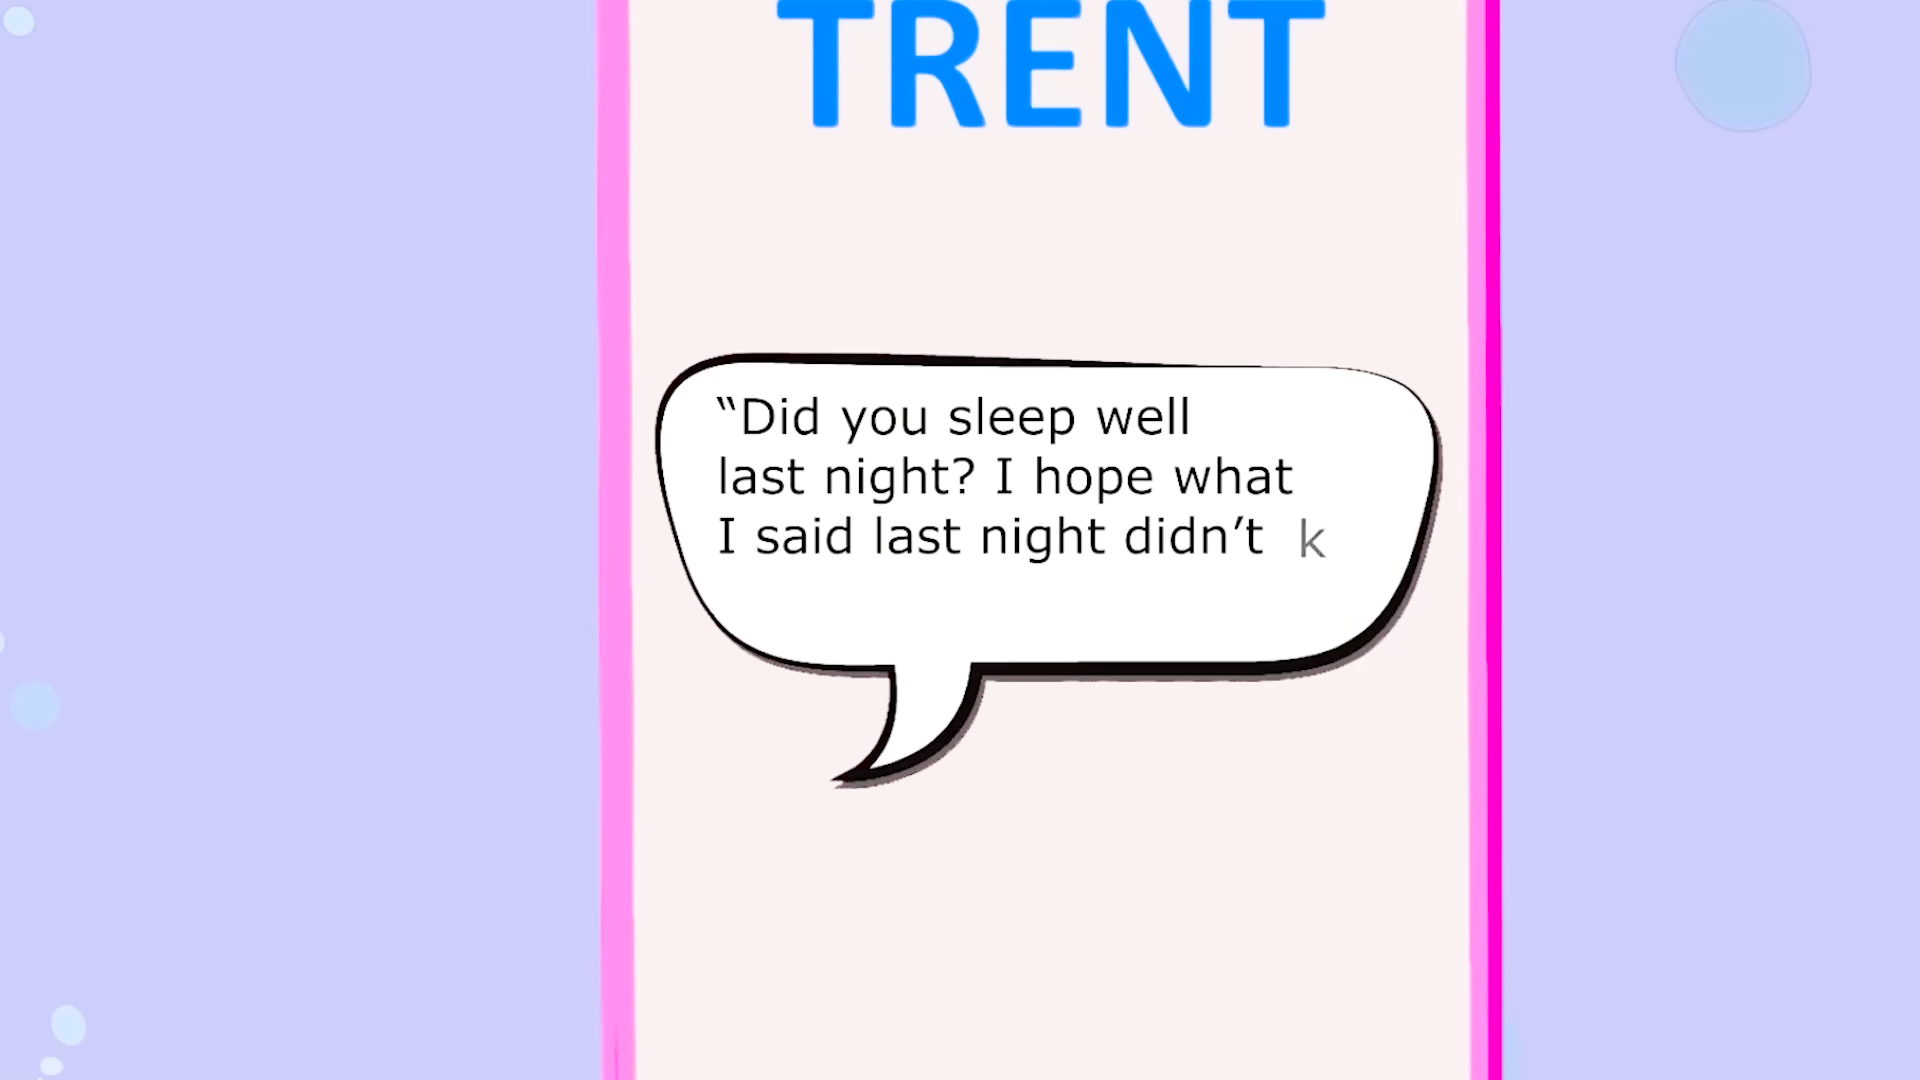 TRENT
“Did you sleep well
last night? I hope what
I said last night didn’t k